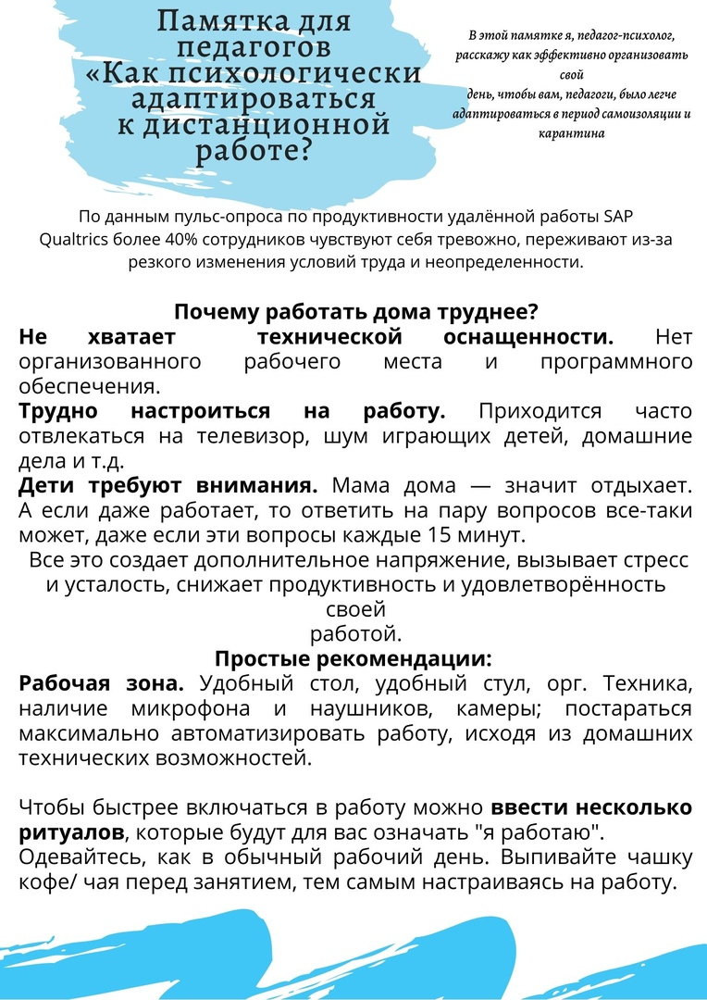 Памятка для
педагогов
«Как психологически
адаптироваться
к дистанционной
работе?
В этой памятке я, педагог-психолог,
расскажу как эффективно организовать
свой
день, чтобы вам, педагоги, было легче
адаптироваться в период самоизоляции и
карантина
По данным пульс-опроса по продуктивности удалённой работы SAP
Qualtrics более 40% сотрудников чувствуют себя тревожно, переживают из-за
резкого изменения условий труда и неопределенности.
Почему работать дома труднее?
Не хватает технической оснащенности. Нет
организованного рабочего места и программного
обеспечения.
Трудно настроиться на работу. Приходится часто
отвлекаться на телевизор, шум играющих детей, домашние
дела и т.д.
Дети требуют внимания. Мама дома — значит отдыхает.
А если даже работает, то ответить на пару вопросов все-таки
может, даже если эти вопросы каждые 15 минут.
Все это создает дополнительное напряжение, вызывает стресс
и усталость, снижает продуктивность и удовлетворённость
своей
работой.
Простые рекомендации:
Рабочая зона. Удобный стол, удобный стул, орг. Техника,
наличие микрофона и наушников, камеры; постараться
максимально автоматизировать работу, исходя из домашних
технических возможностей.
Чтобы быстрее включаться в работу можно ввести несколько
ритуалов, которые будут для вас означать "я работаю".
Одевайтесь, как в обычный рабочий день. Выпивайте чашку
кофе/ чая перед занятием, тем самым настраиваясь на работу.